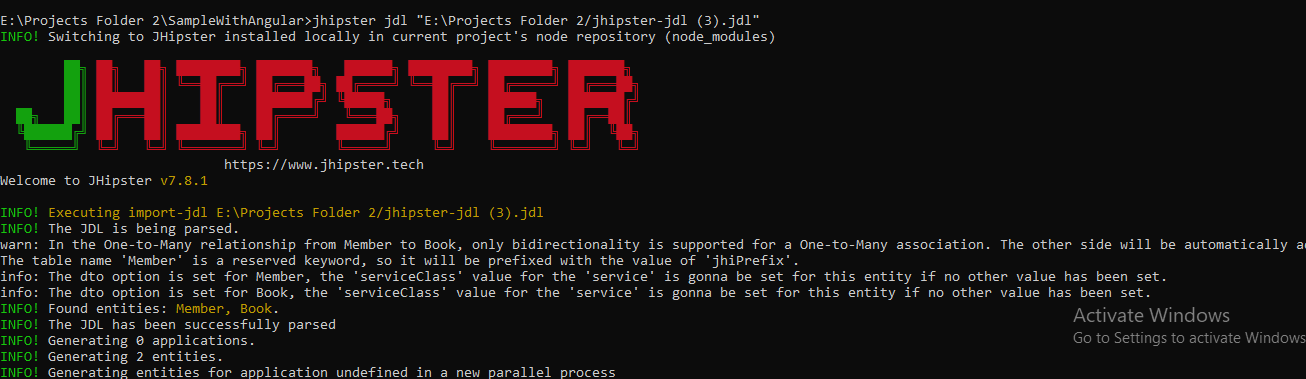 E:\Projects Folder 2\SampleWithAngular>jhipster jdl "E:\Projects Folder 2/jhipster-jdl (3).jdl"
INFO! Switching to JHipster installed locally in current project's node repository (node_modules)
JHIPSTER
https://www.jhipster.tech
Welcome to JHipster v7.8.1
INFO! Executing import-jdl E:\Projects Folder 2/jhipster-jdl (3).jdl
INFO! The JDL is being parsed.
warn: In the One-to-Many relationship from Member to Book, only bidirectionality is supported for a One-to-Many association. The other side will be automatically
The table name 'Member' is a reserved keyword, so it will be prefixed with the value of 'jhiPrefix'.
info: The dto option is set for Member, the 'serviceClass' value for the 'service' is gonna be set for this entity if no other value has been set.
info: The dto option is set for Book, the 'serviceClass' value for the 'service' is gonna be set for this entity if no other value has been set.
INFO! Found entities: Member, Book.
INFO! The JDL has been successfully parsed
INFO! Generating 0 applications.
INFO! Generating 2 entities.
INFO! Generating entities for application undefined in a new parallel process
Activate Windows
Go to Settings to activate Windows